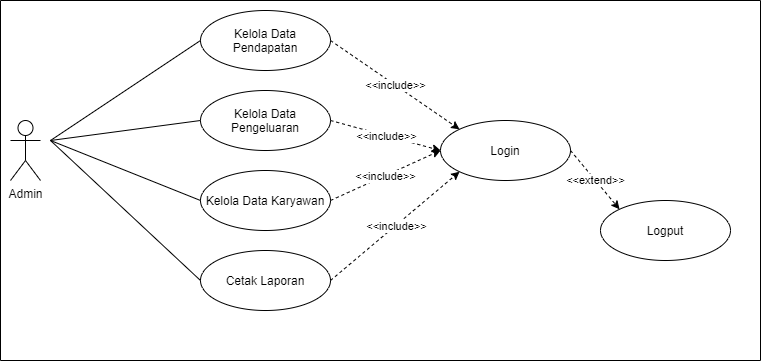 Kelola Data
Pendapatan
<<include>>
Kelola Data
Pengeluaran
<<include>>
Login
Admin
<<include>>
<<extend>>
Kelola Data Karyawan
<<include>>
Logput
Cetak Laporan